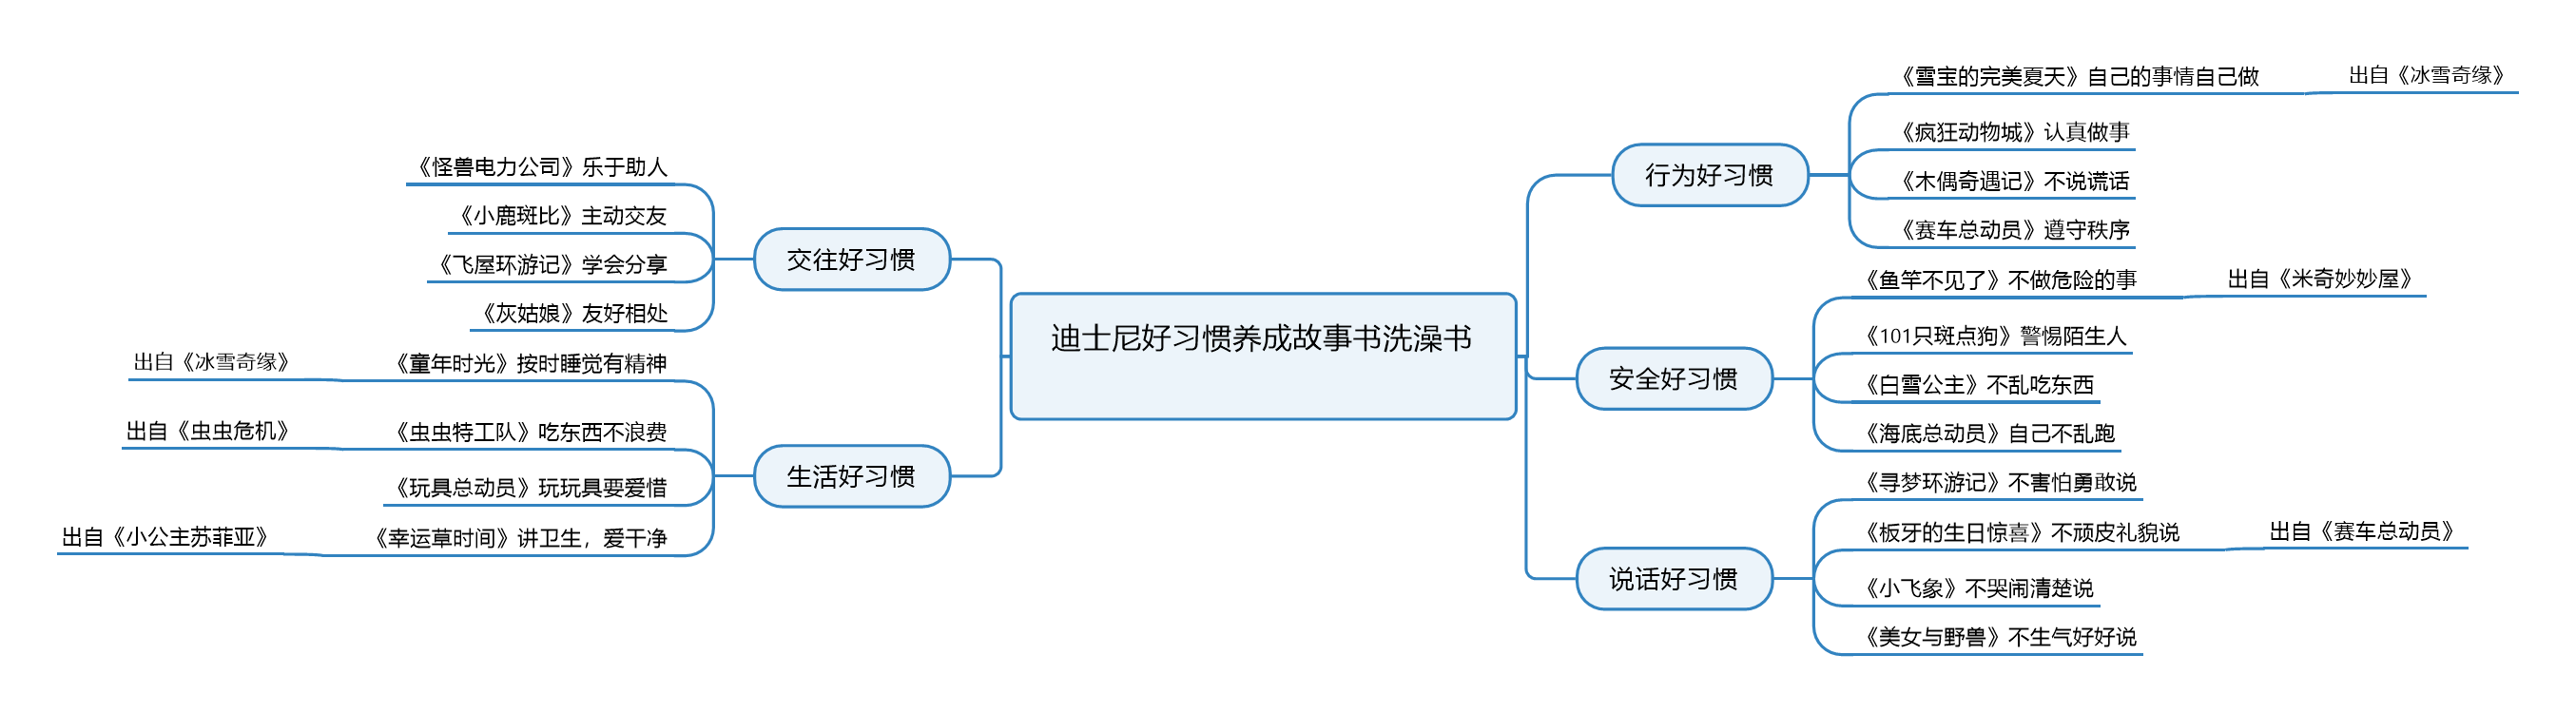 迪士尼好习惯养成故事书洗澡书
行为好习惯
《雪宝的完美夏天》自己的事情自己做
出自《冰雪奇缘》
《疯狂动物城》认真做事
《木偶奇遇记》不说谎话
《赛车总动员》遵守秩序
安全好习惯
《鱼竿不见了》不做危险的事
出自《米奇妙妙屋》
《101只斑点狗》警惕陌生人
《白雪公主》不乱吃东西
《海底总动员》自己不乱跑
说话好习惯
《寻梦环游记》不害怕勇敢说
《板牙的生日惊喜》不顽皮礼貌说
出自《赛车总动员》
《小飞象》不哭闹清楚说
《美女与野兽》不生气好好说
交往好习惯
《怪兽电力公司》乐于助人
《小鹿斑比》主动交友
《飞屋环游记》学会分享
《灰姑娘》友好相处
生活好习惯
《童年时光》按时睡觉有精神
出自《冰雪奇缘》
《虫虫特工队》吃东西不浪费
出自《虫虫危机》
《玩具总动员》玩玩具要爱惜
《幸运草时间》讲卫生，爱干净
出自《小公主苏菲亚》